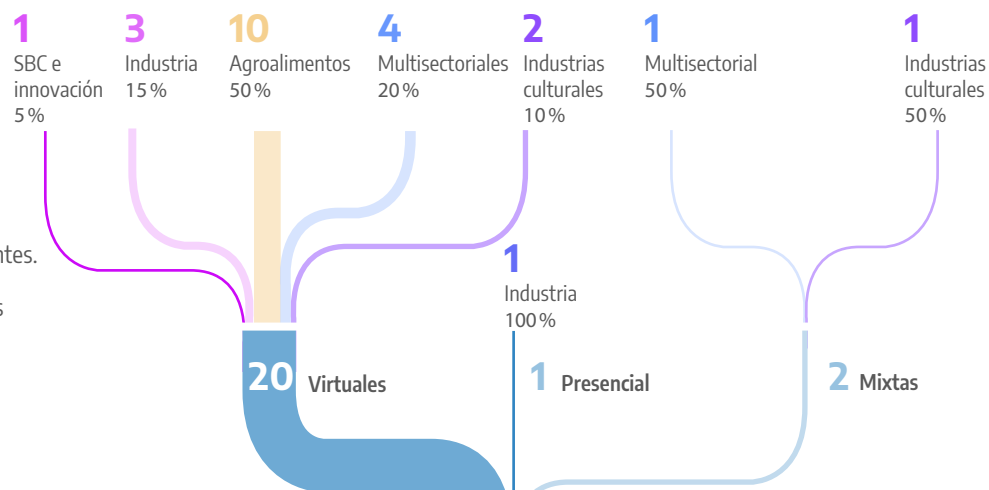 1
SBC e
innovación
5 %
3
Industria
15 %
10
Agroalimentos
50 %
4
Multisectoriales
20 %
2
Industrias
culturales
10 %
1
Multisectorial
50 %
1
Industrias
culturales
50 %
1
Industria
100 %
20 Virtuales
1 Presencial
2 Mixtas